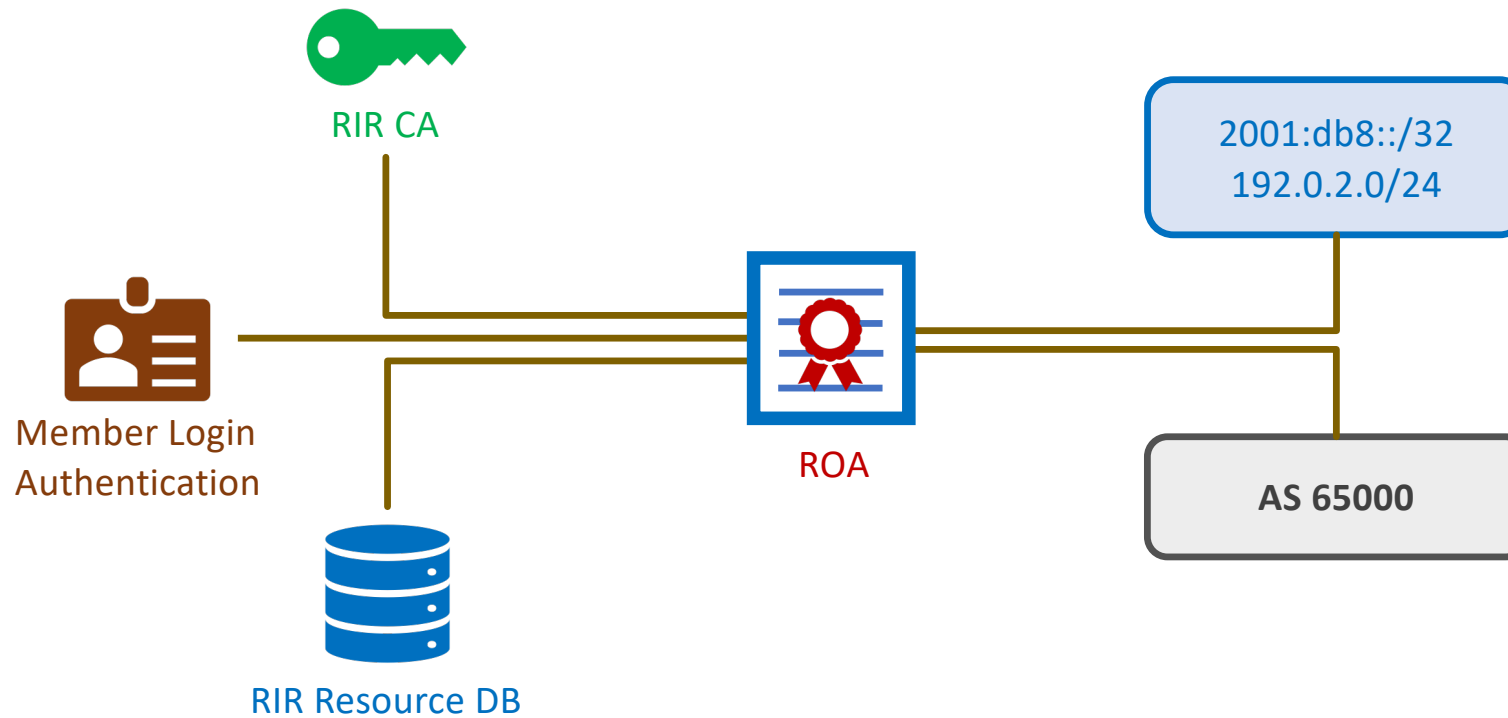 RIR CA
2001:db8::/32
192.0.2.0/24
Member Login
Authentication
ROA
AS 65000
RIR Resource DB